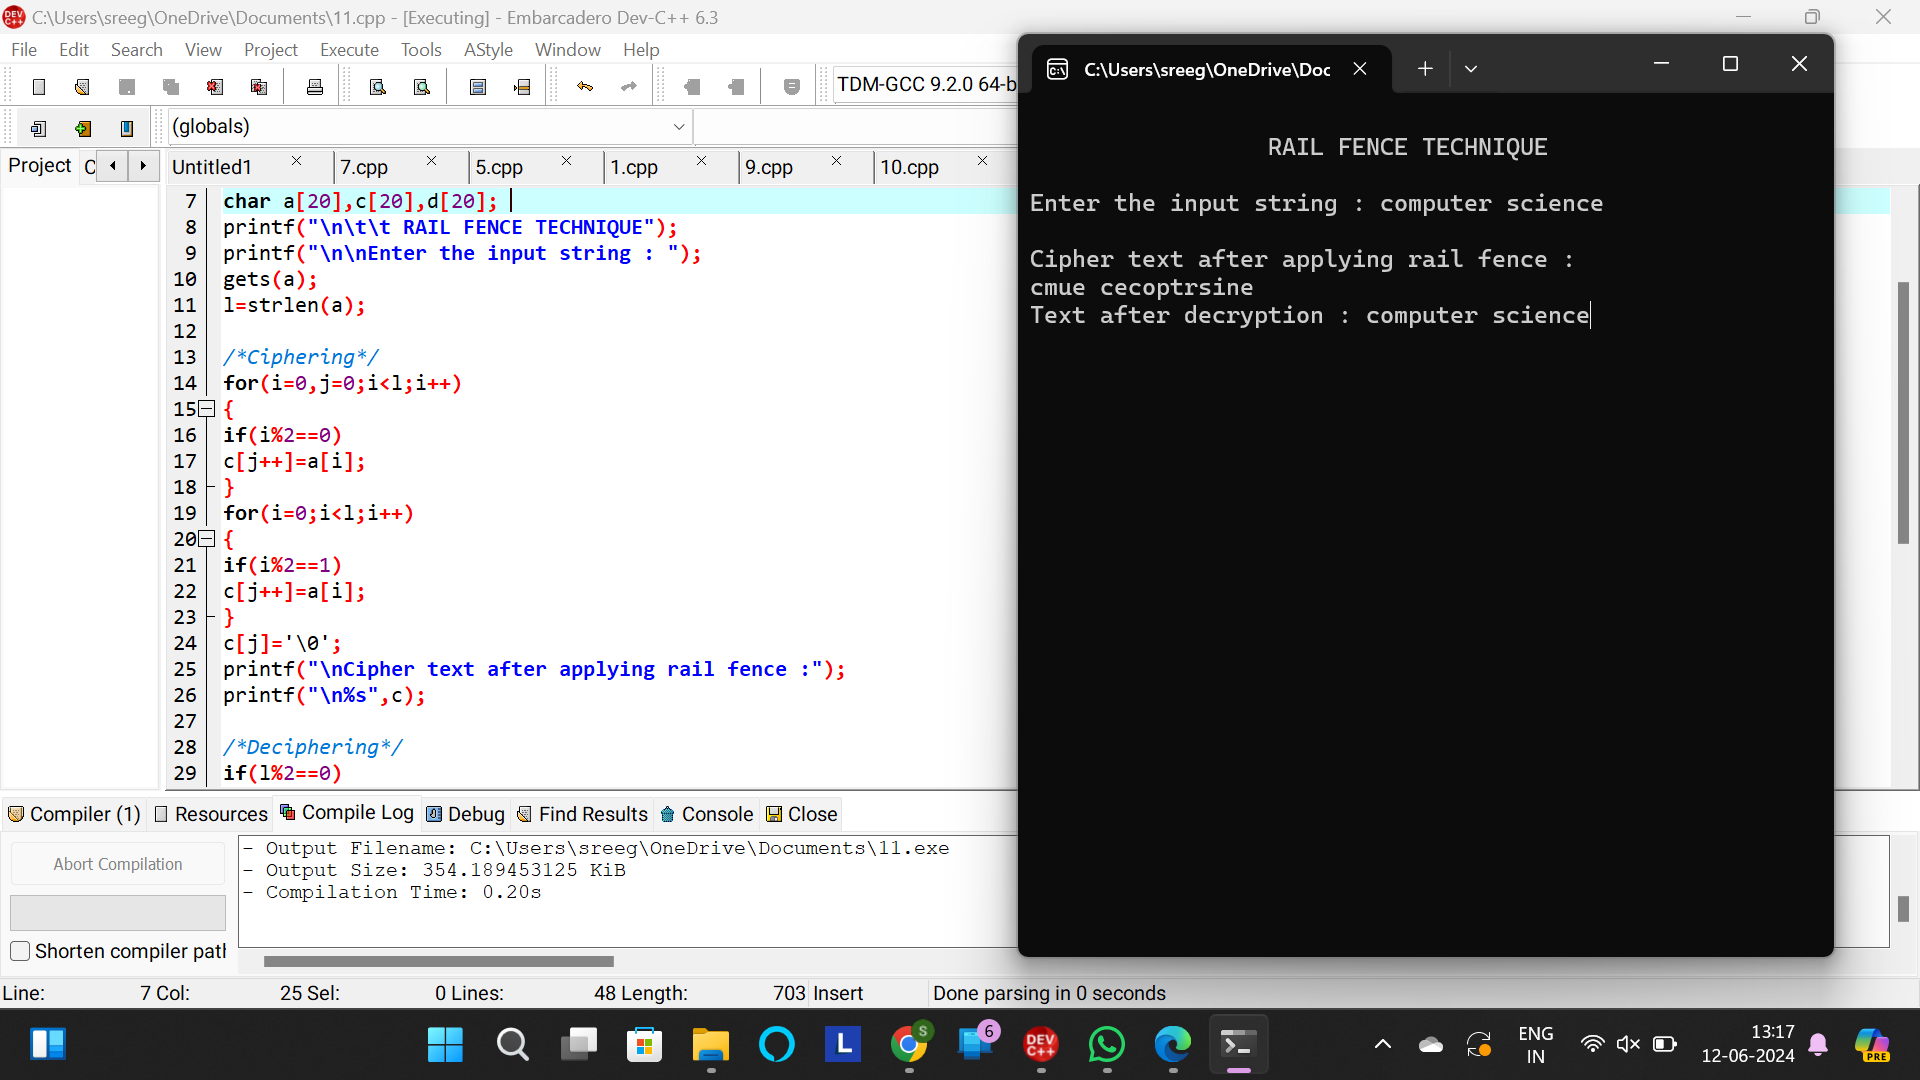 C:\Users\sreeg\OneDrive\Documents\11.cpp - [Executing] - Embarcadero Dev-C++ 6.3
File Edit Search View Project Execute Tools AStyle Window Help
TDM-GCC 9.2.0 64-b
(globals)
Project C
Untitled1 7.cpp 5.cpp 1.cpp 9.cpp 10.cpp
7 char a[20],c[20],d[20];
8 printf("\n\t\t RAIL FENCE TECHNIQUE");
9 printf("\n\nEnter the input string : ");
10 gets(a);
11 l=strlen(a);
12
13 /*Ciphering*/
14 for(i=0,j=0;i<l;i++)
15 {
16 if(i%2==0)
17 c[j++]=a[i];
18 }
19 for(i=0;i<l;i++)
20 {
21 if(i%2==1)
22 c[j++]=a[i];
23 }
24 c[j]='\0';
25 printf("\nCipher text after applying rail fence :");
26 printf("\n%s",c);
27
28 /*Deciphering*/
29 if(l%2==0)
C:\Users\sreeg\OneDrive\Doc
RAIL FENCE TECHNIQUE
Enter the input string : computer science
Cipher text after applying rail fence :
cmue cecoptrsine
Text after decryption : computer science
Compiler (1) Resources Compile Log Debug Find Results Console Close
Abort Compilation
Shorten compiler path
- Output Filename: C:\Users\sreeg\OneDrive\Documents\11.exe
- Output Size: 354.189453125 KiB
- Compilation Time: 0.20s
Line: 7 Col: 25 Sel: 0 Lines: 48 Length: 703 Insert Done parsing in 0 seconds
L S 6 DEV C++
ENG
IN
13:17
12-06-2024
PRE